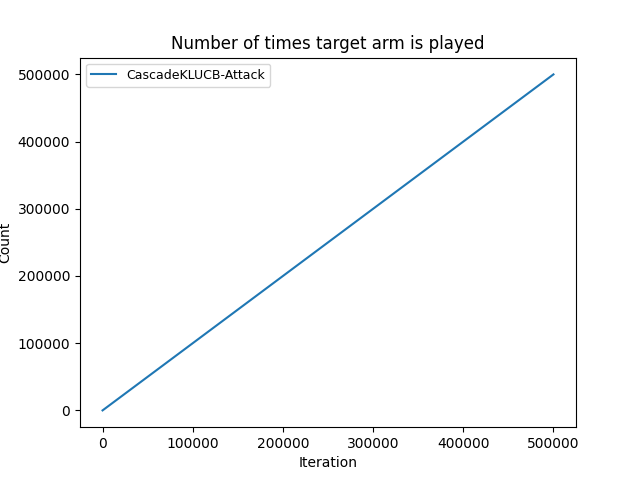 Number of times target arm is played
CascadeKLUCB-Attack
500000
400000
300000
200000
100000
0
Count
0 100000 200000 300000 400000 500000
Iteration